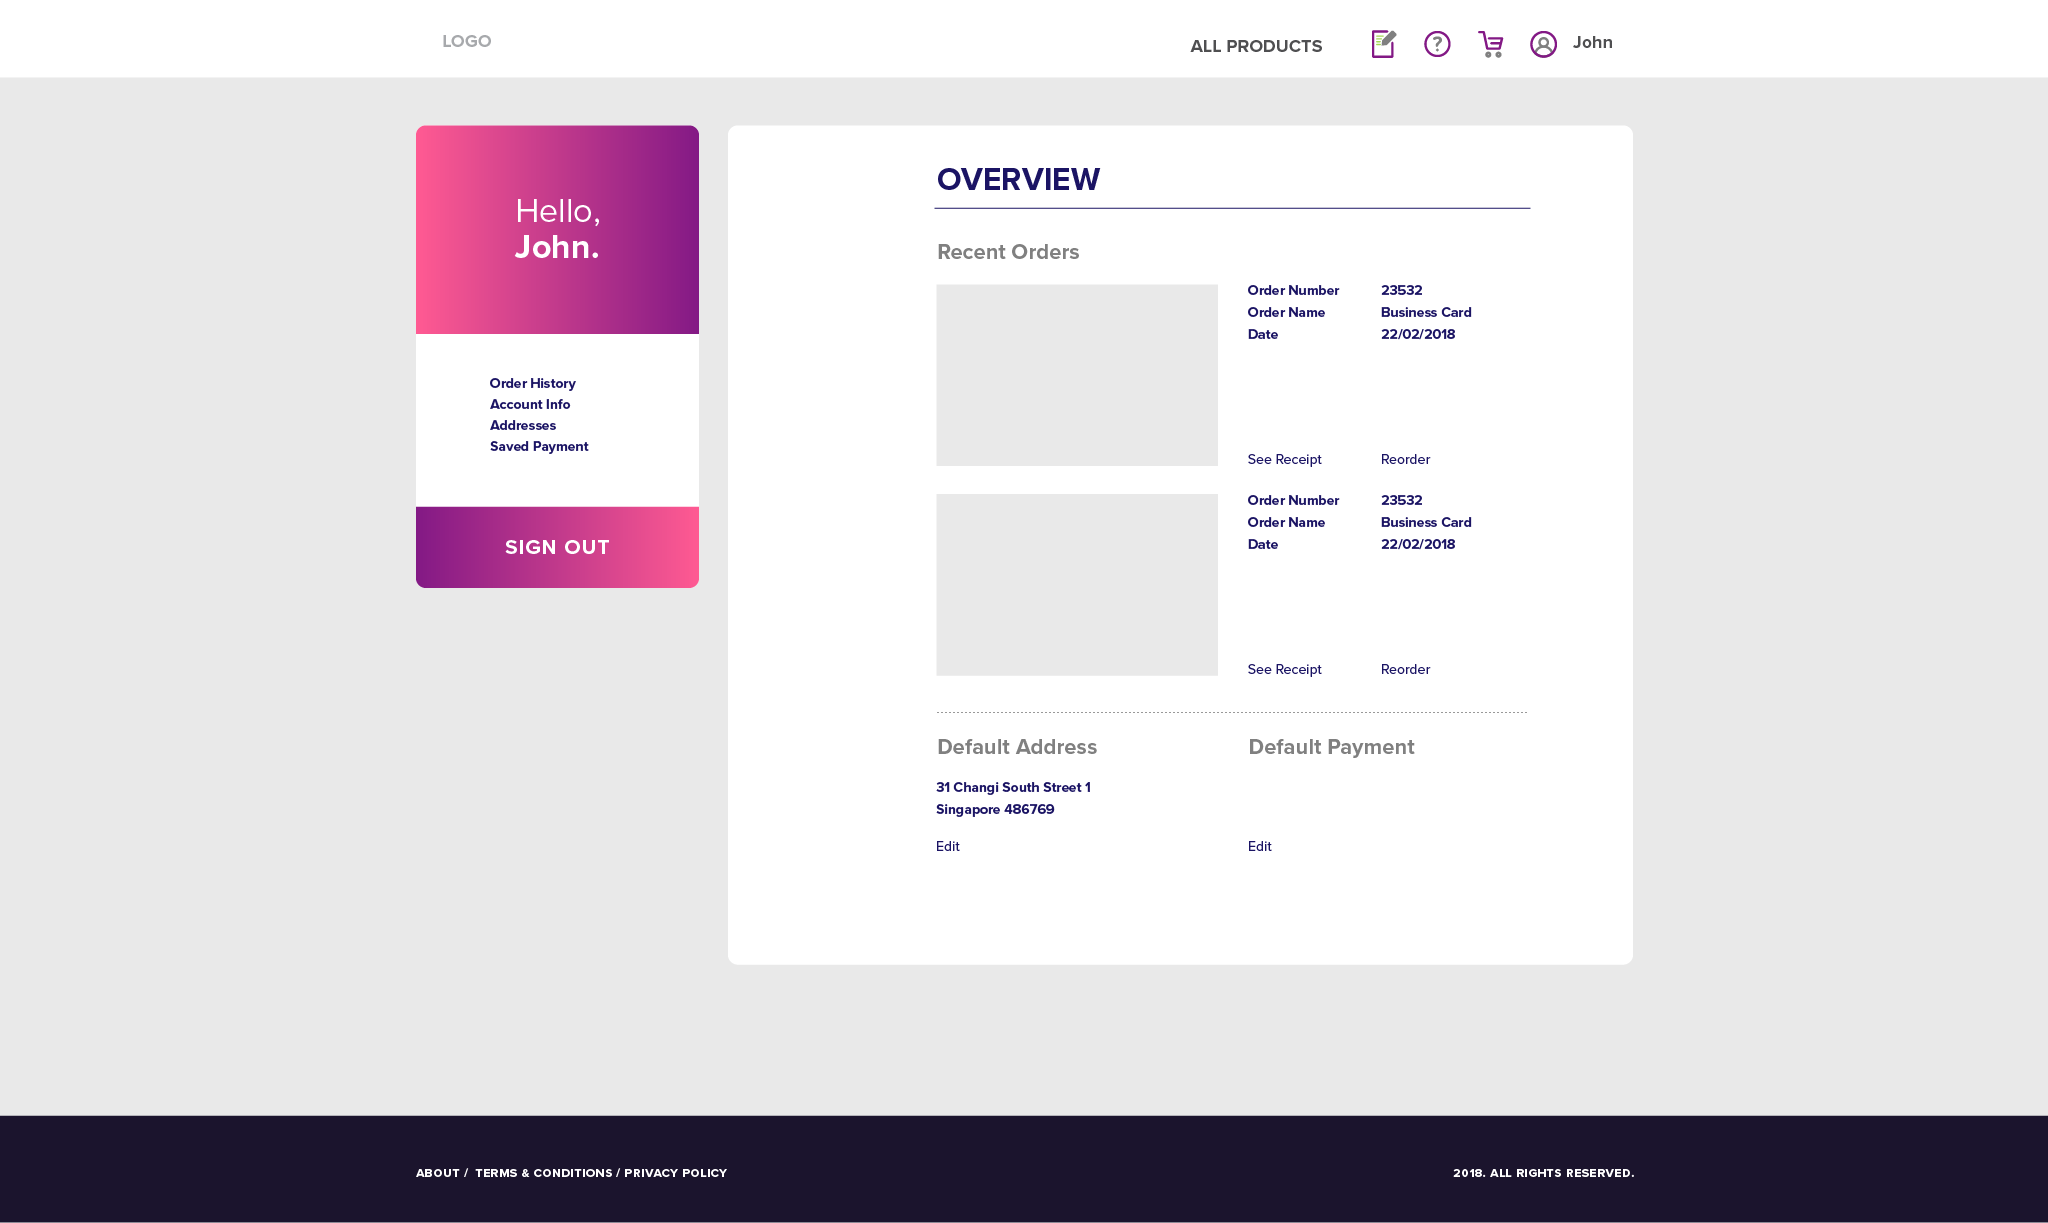 LOGO
ALL PRODUCTS
John
Hello,
John.
Order History
Account Info
Addresses
Saved Payment
SIGN OUT
OVERVIEW
Recent Orders
Order Number 23532
Order Name Business Card
Date 22/02/2018
See Receipt Reorder
Order Number 23532
Order Name Business Card
Date 22/02/2018
See Receipt Reorder
Default Address
31 Changi South Street 1
Singapore 486769
Edit
Default Payment
Edit
ABOUT / TERMS & CONDITIONS / PRIVACY POLICY
2018. ALL RIGHTS RESERVED.